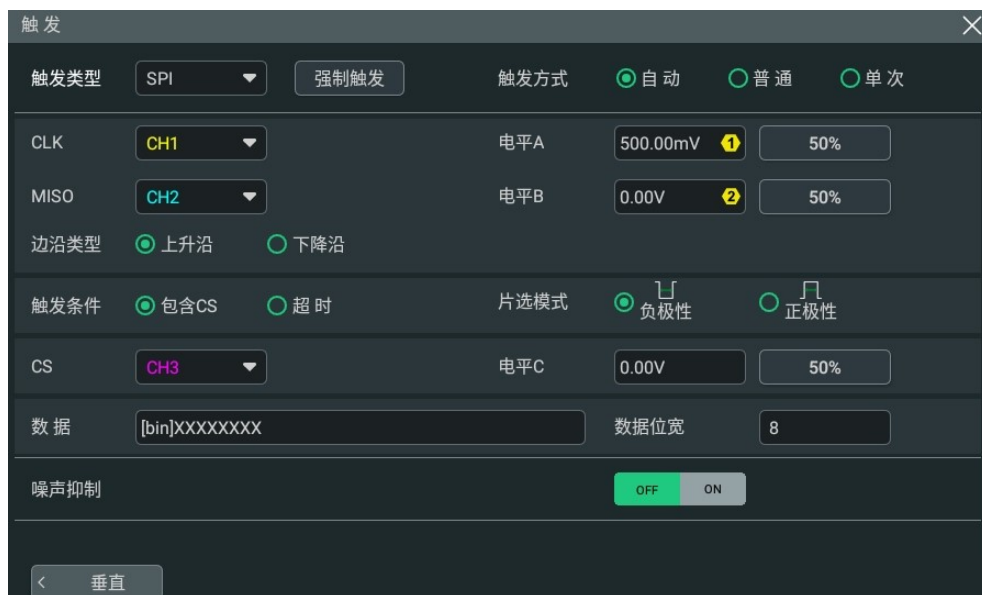 触发
触发类型 SPI 强制触发 触发方式 自动 普通 单次
CLK CH1 电平A 500.00mV 1 50%
MISO CH2 电平B 0.00V 2 50%
边沿类型 上升沿 下降沿
触发条件 包含CS 超时 片选模式 负极性 正极性
CS CH3 电平C 0.00V 50%
数据 [bin]XXXXXXXX 数据位宽 8
噪声抑制 OFF ON
垂直